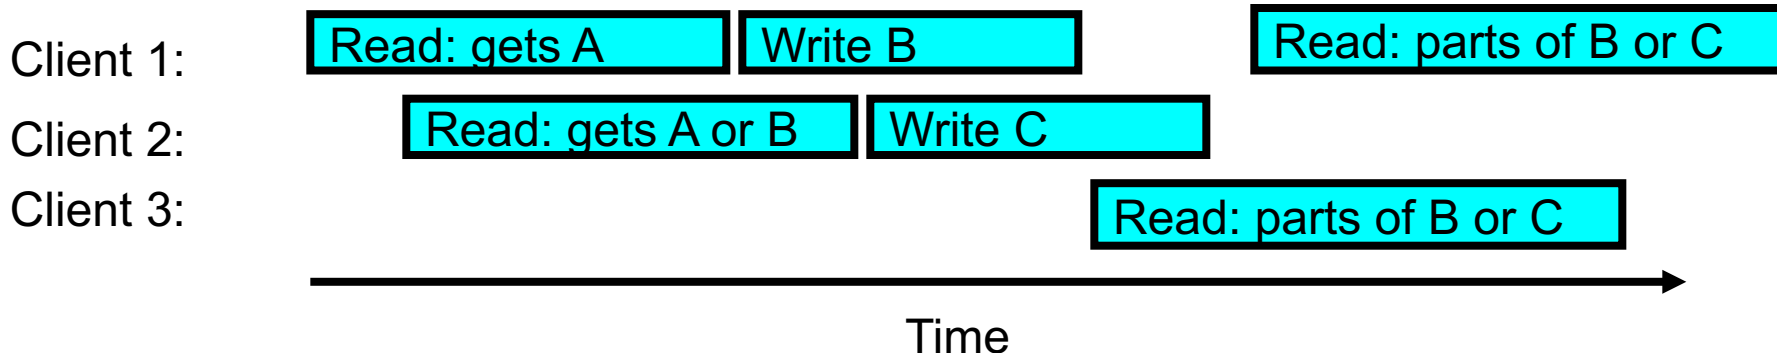 Client 1: Read: gets A Write B Read: parts of B or C
Client 2: Read: gets A or B Write C
Client 3: Read: parts of B or C
Time